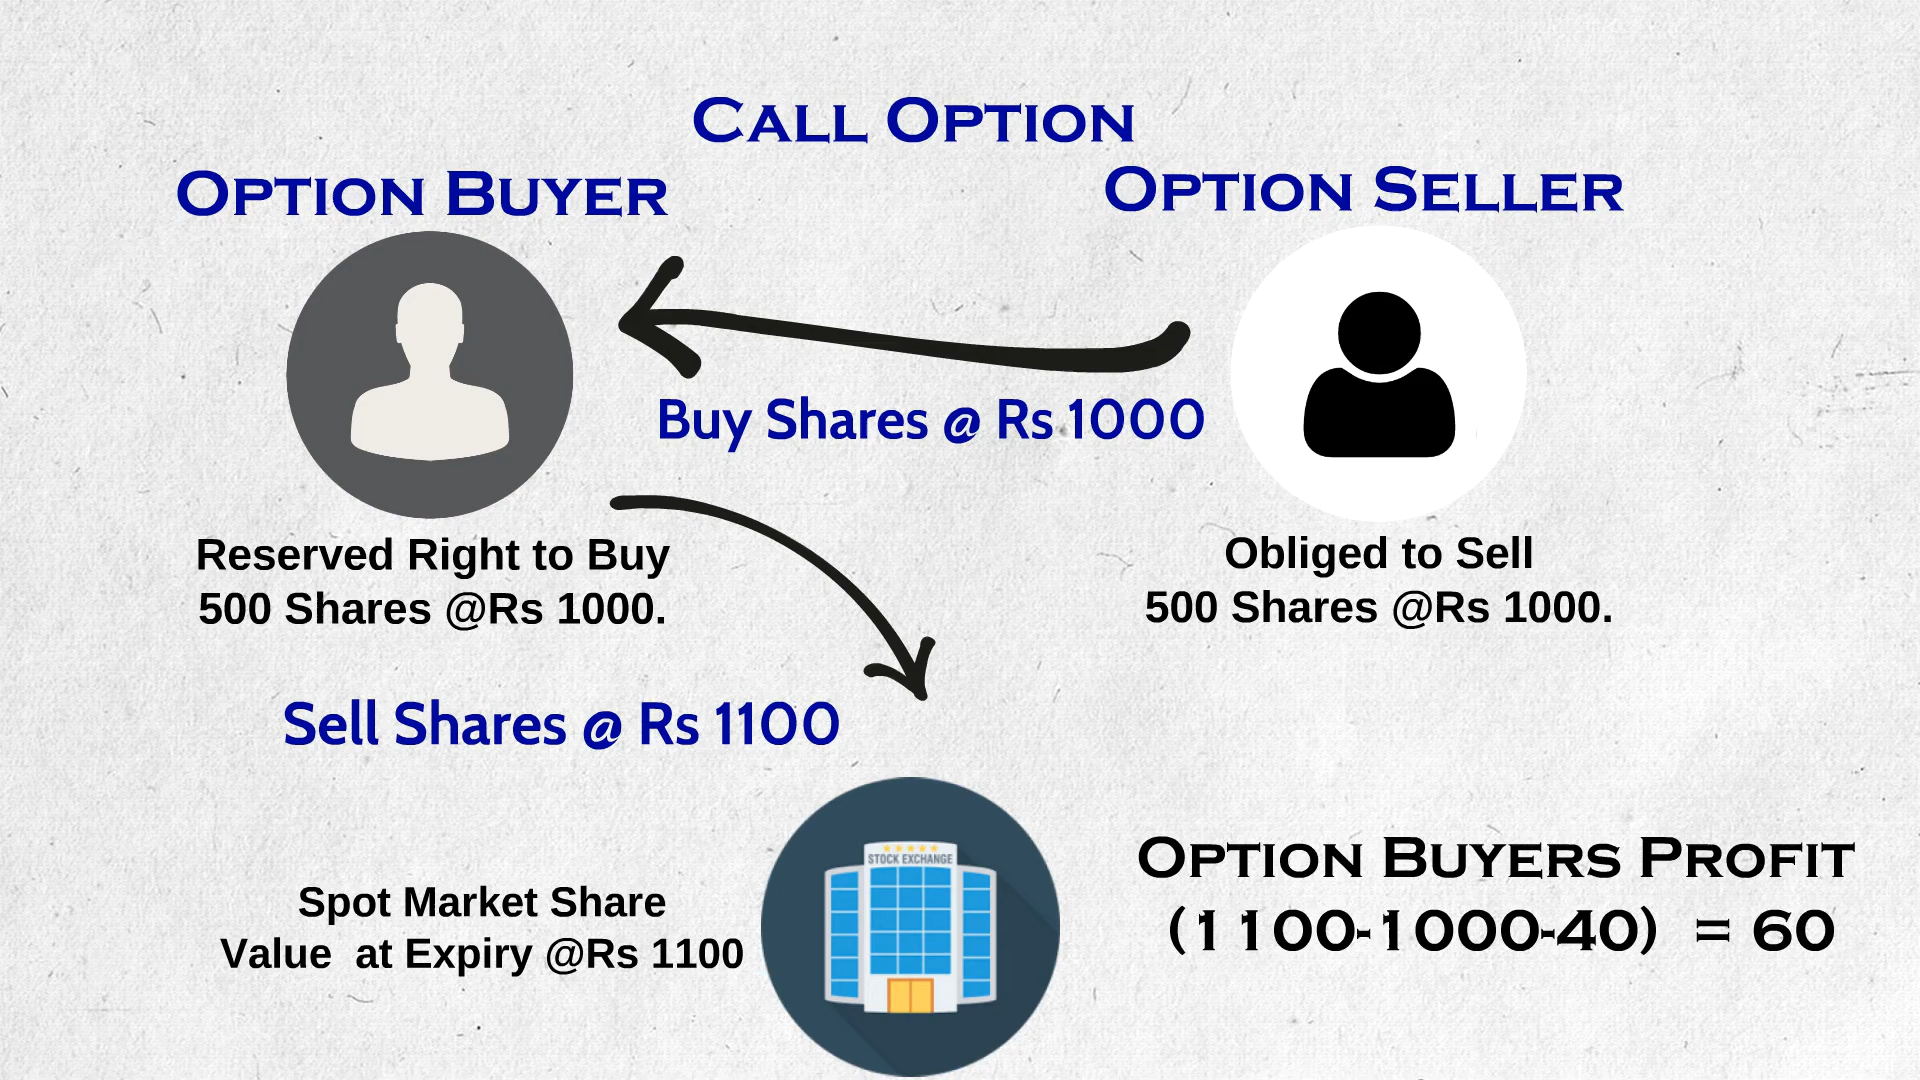 CALL OPTION
OPTION BUYER
OPTION SELLER
Buy Shares @ Rs 1000
Reserved Right to Buy
500 Shares @Rs 1000.
Obliged to Sell
500 Shares @Rs 1000.
Sell Shares @ Rs 1100
STOCK EXCHANGE
Spot Market Share
Value  at Expiry @Rs 1100
OPTION BUYERS PROFIT
(1100-1000-40)  = 60